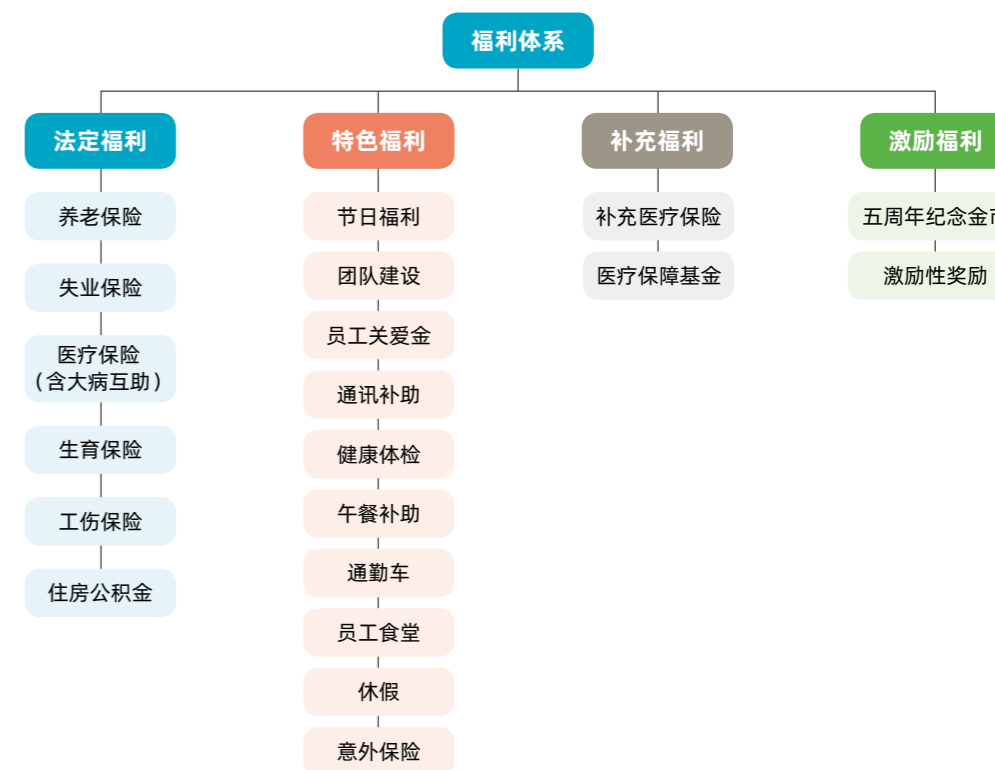 福利体系
法定福利
养老保险
失业保险
医疗保险
（含大病互助）
生育保险
工伤保险
住房公积金
特色福利
节日福利
团队建设
员工关爱金
通讯补助
健康体检
午餐补助
通勤车
员工食堂
休假
意外保险
补充福利
补充医疗保险
医疗保障基金
激励福利
五周年纪念金
激励性奖励